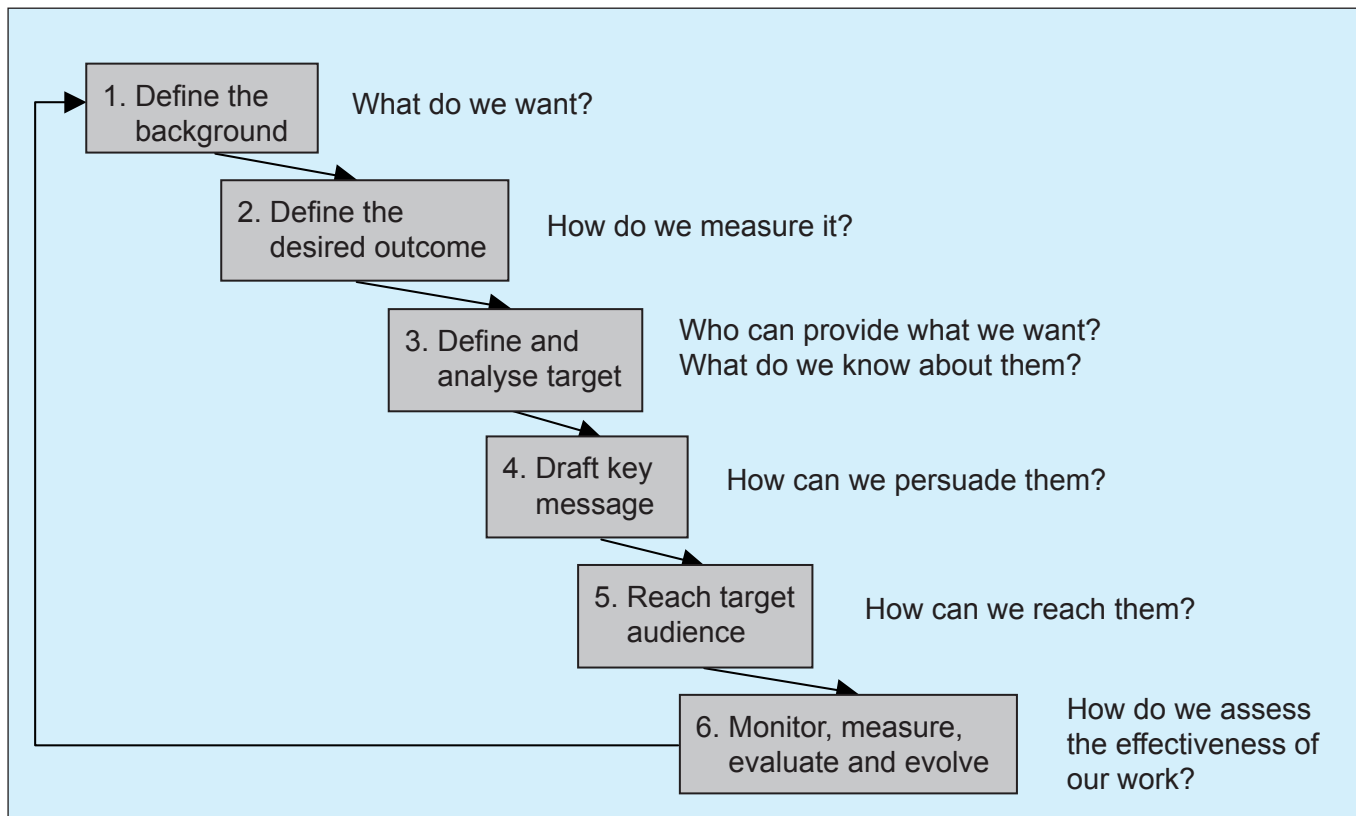 1. Define the
background
What do we want?
2. Define the
desired outcome
How do we measure it?
3. Define and
analyse target
Who can provide what we want?
What do we know about them?
4. Draft key
message
How can we persuade them?
5. Reach target
audience
How can we reach them?
6. Monitor, measure,
evaluate and evolve
How do we assess
the effectiveness of
our work?